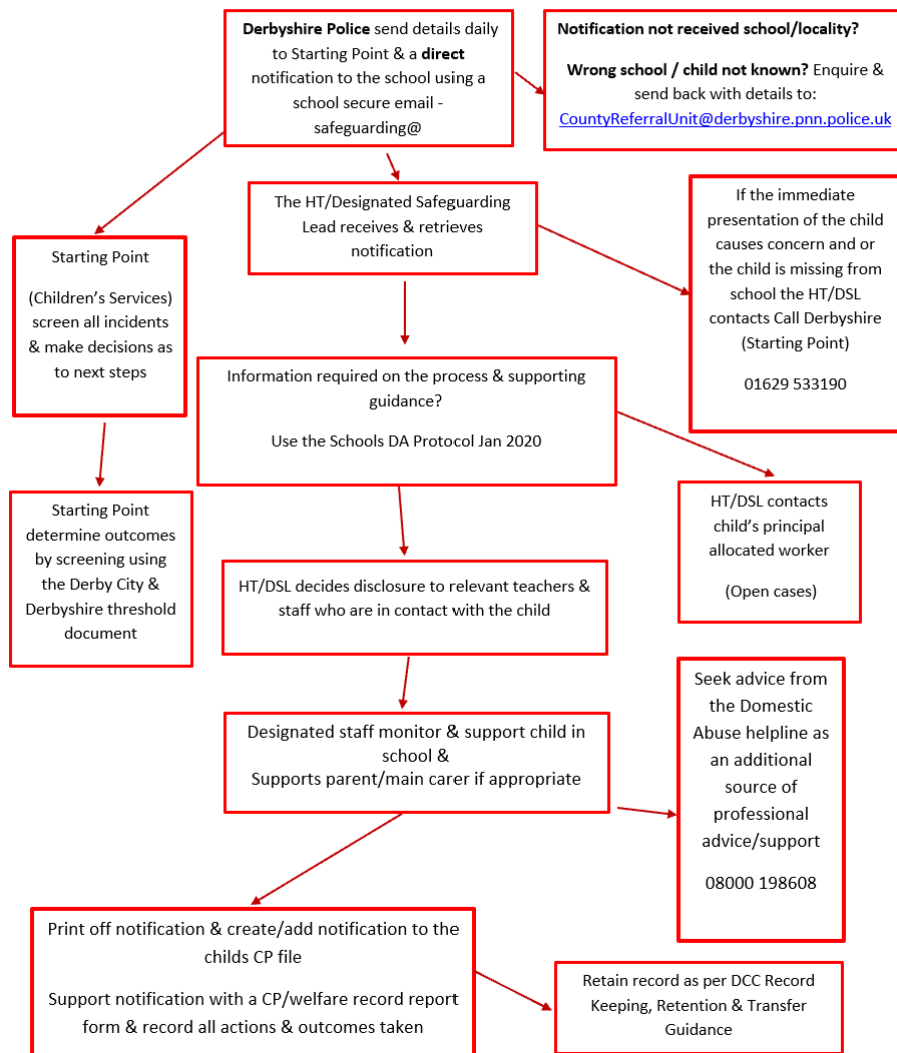 Derbyshire Police send details daily
to Starting Point & a direct
notification to the school using a
school secure email -
safeguarding@
Notification not received school/locality?
Wrong school / child not known? Enquire &
send back with details to:
CountyReferralUnit@derbyshire.pnn.police.uk
The HT/Designated Safeguarding
Lead receives & retrieves
notification
If the immediate
presentation of the child
causes concern and or
the child is missing from
school the HT/DSL
contacts Call Derbyshire
(Starting Point)
01629 533190
Starting Point
(Children’s Services)
screen all incidents
& make decisions as
to next steps
Information required on the process & supporting
guidance?
Use the Schools DA Protocol Jan 2020
Starting Point
determine outcomes
by screening using
the Derby City &
Derbyshire threshold
document
HT/DSL contacts
child’s principal
allocated worker
(Open cases)
HT/DSL decides disclosure to relevant teachers &
staff who are in contact with the child
Designated staff monitor & support child in
school &
Supports parent/main carer if appropriate
Seek advice from
the Domestic
Abuse helpline as
an additional
source of
professional
advice/support
08000 198608
Print off notification & create/add notification to the
childs CP file
Support notification with a CP/welfare record report
form & record all actions & outcomes taken
Retain record as per DCC Record
Keeping, Retention & Transfer
Guidance